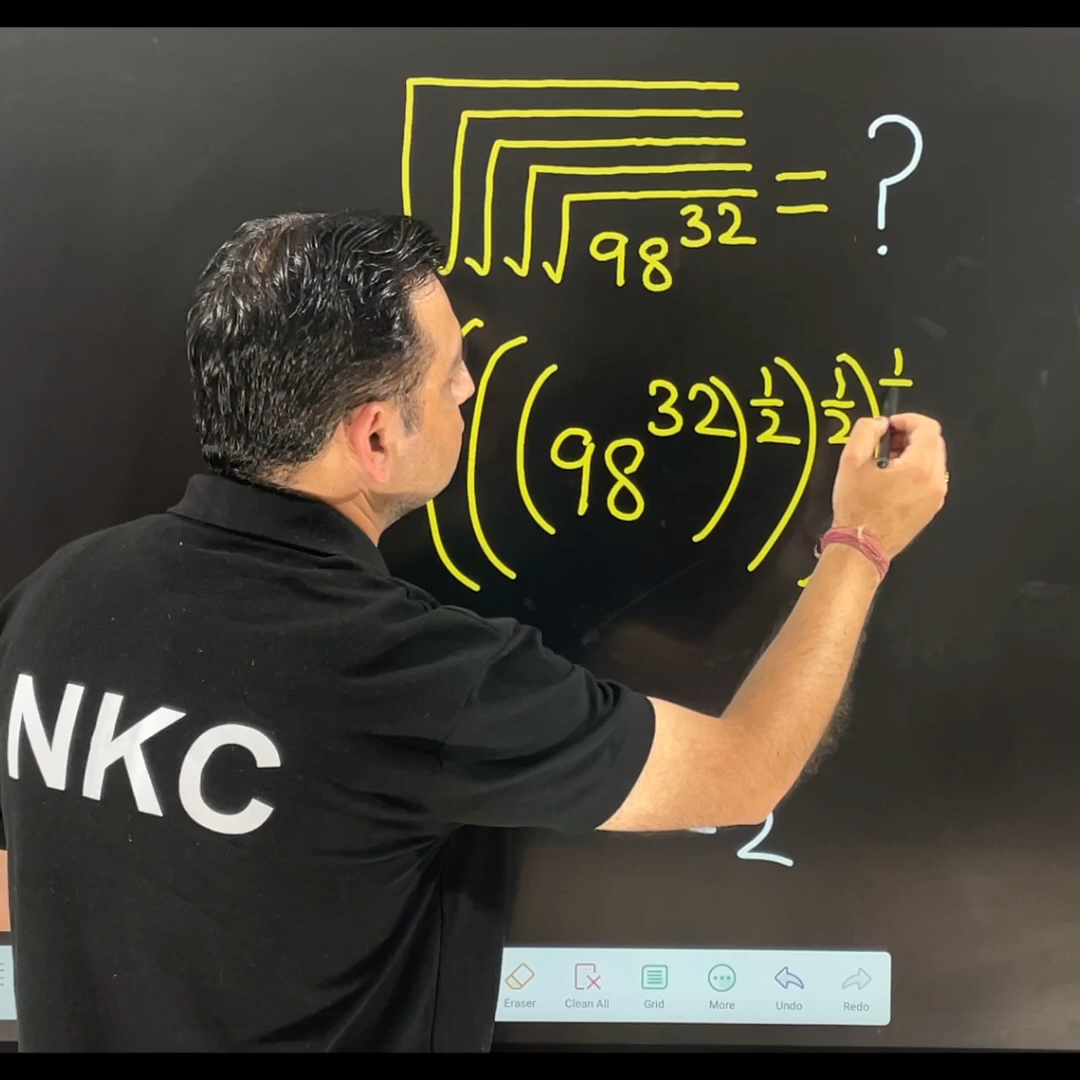 √√√√√98³² = ?
(((98³²)^½)^½)^1
NKC
2
Eraser Clean All Grid More Undo Redo